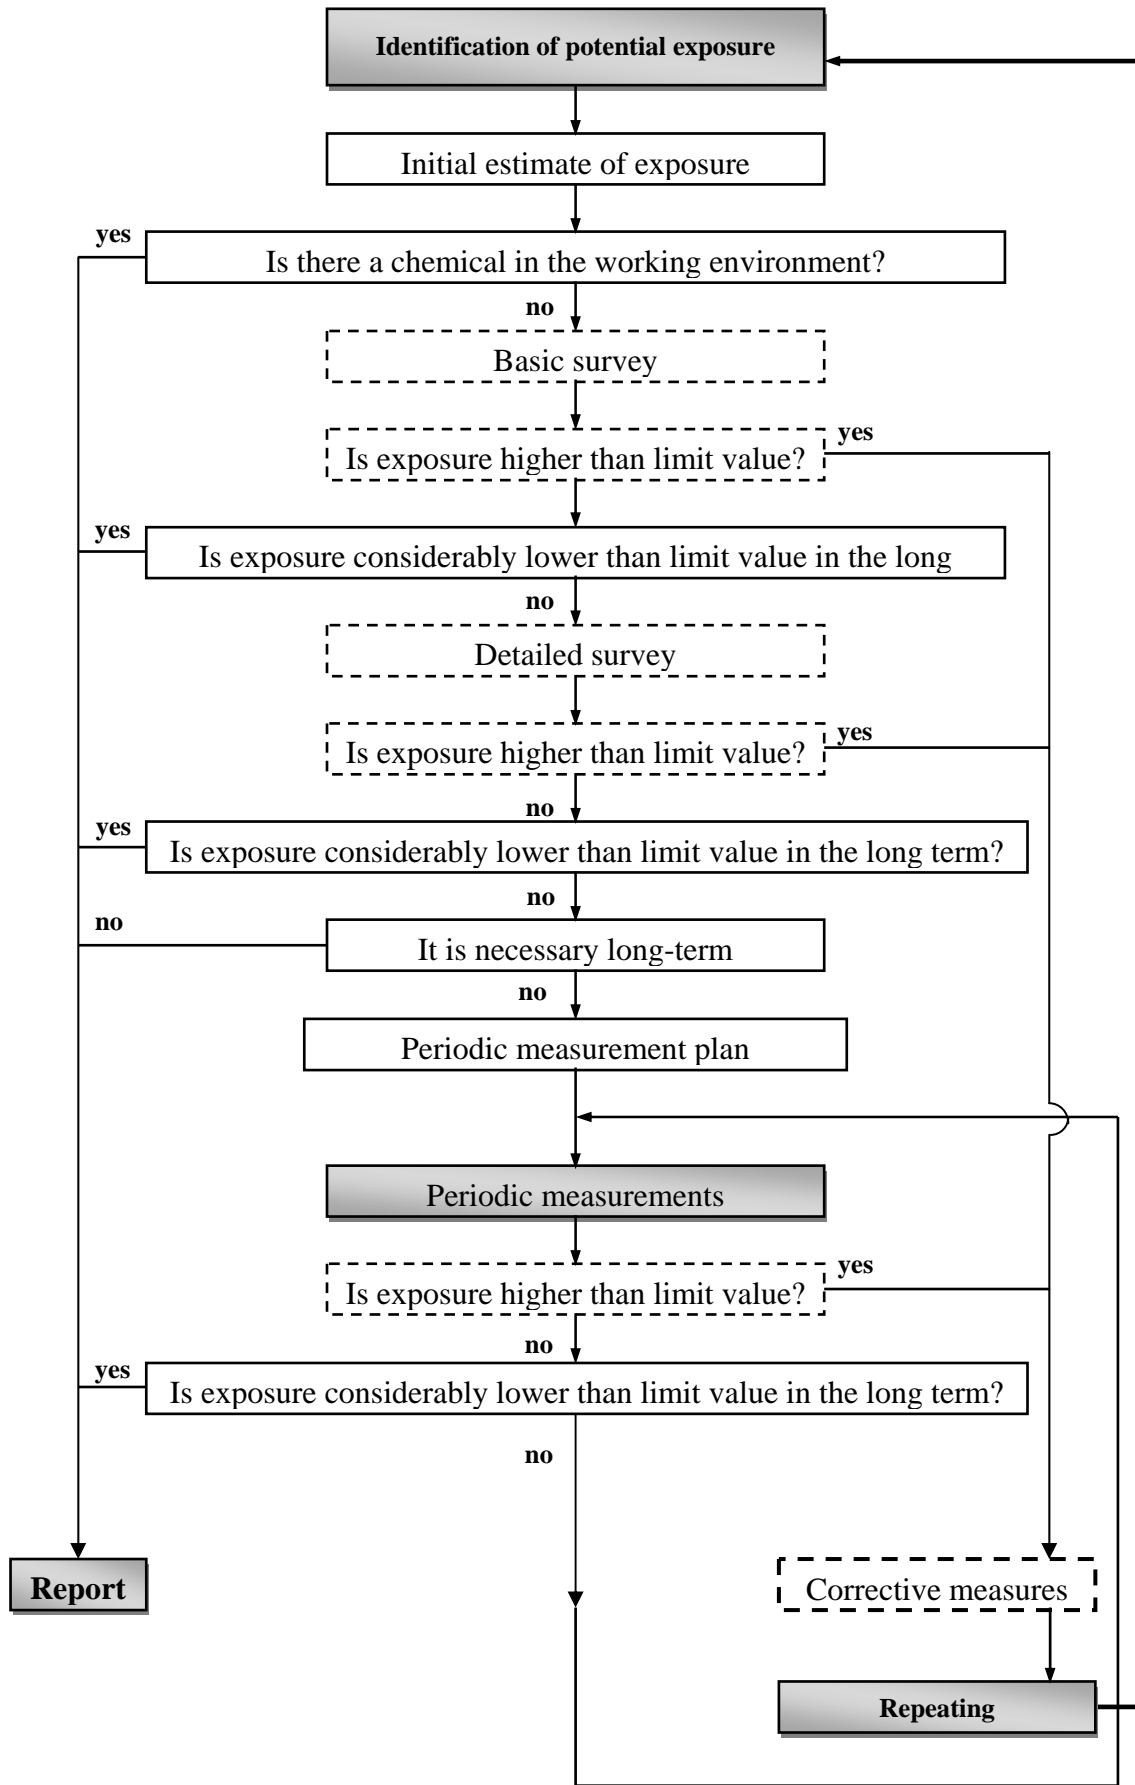 Identification of potential exposure
Initial estimate of exposure
yes
Is there a chemical in the working environment?
no
Basic survey
yes
Is exposure higher than limit value?
yes
Is exposure considerably lower than limit value in the long
no
Detailed survey
yes
Is exposure higher than limit value?
no
yes
Is exposure considerably lower than limit value in the long term?
no
no
It is necessary long-term
no
Periodic measurement plan
Periodic measurements
yes
Is exposure higher than limit value?
no
yes
Is exposure considerably lower than limit value in the long term?
no
Report
Corrective measures
Repeating